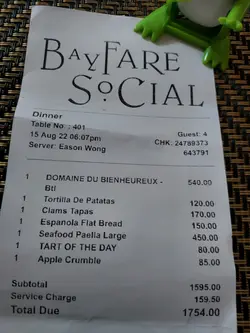 BAYFARE
SOCIAL
Dinner
Table No : 401
15 Aug 22 06:07pm
Guest: 4
Server: Eason Wong
CHK: 24789373
643791
1 DOMAINE DU BIENHEUREUX - Btl 540.00
1 Tortilla De Patatas 120.00
1 Clams Tapas 170.00
1 Espanola Flat Bread 150.00
1 Seafood Paella Large 450.00
1 TART OF THE DAY 80.00
1 Apple Crumble 85.00
Subtotal 1595.00
Service Charge 159.50
Total Due 1754.00